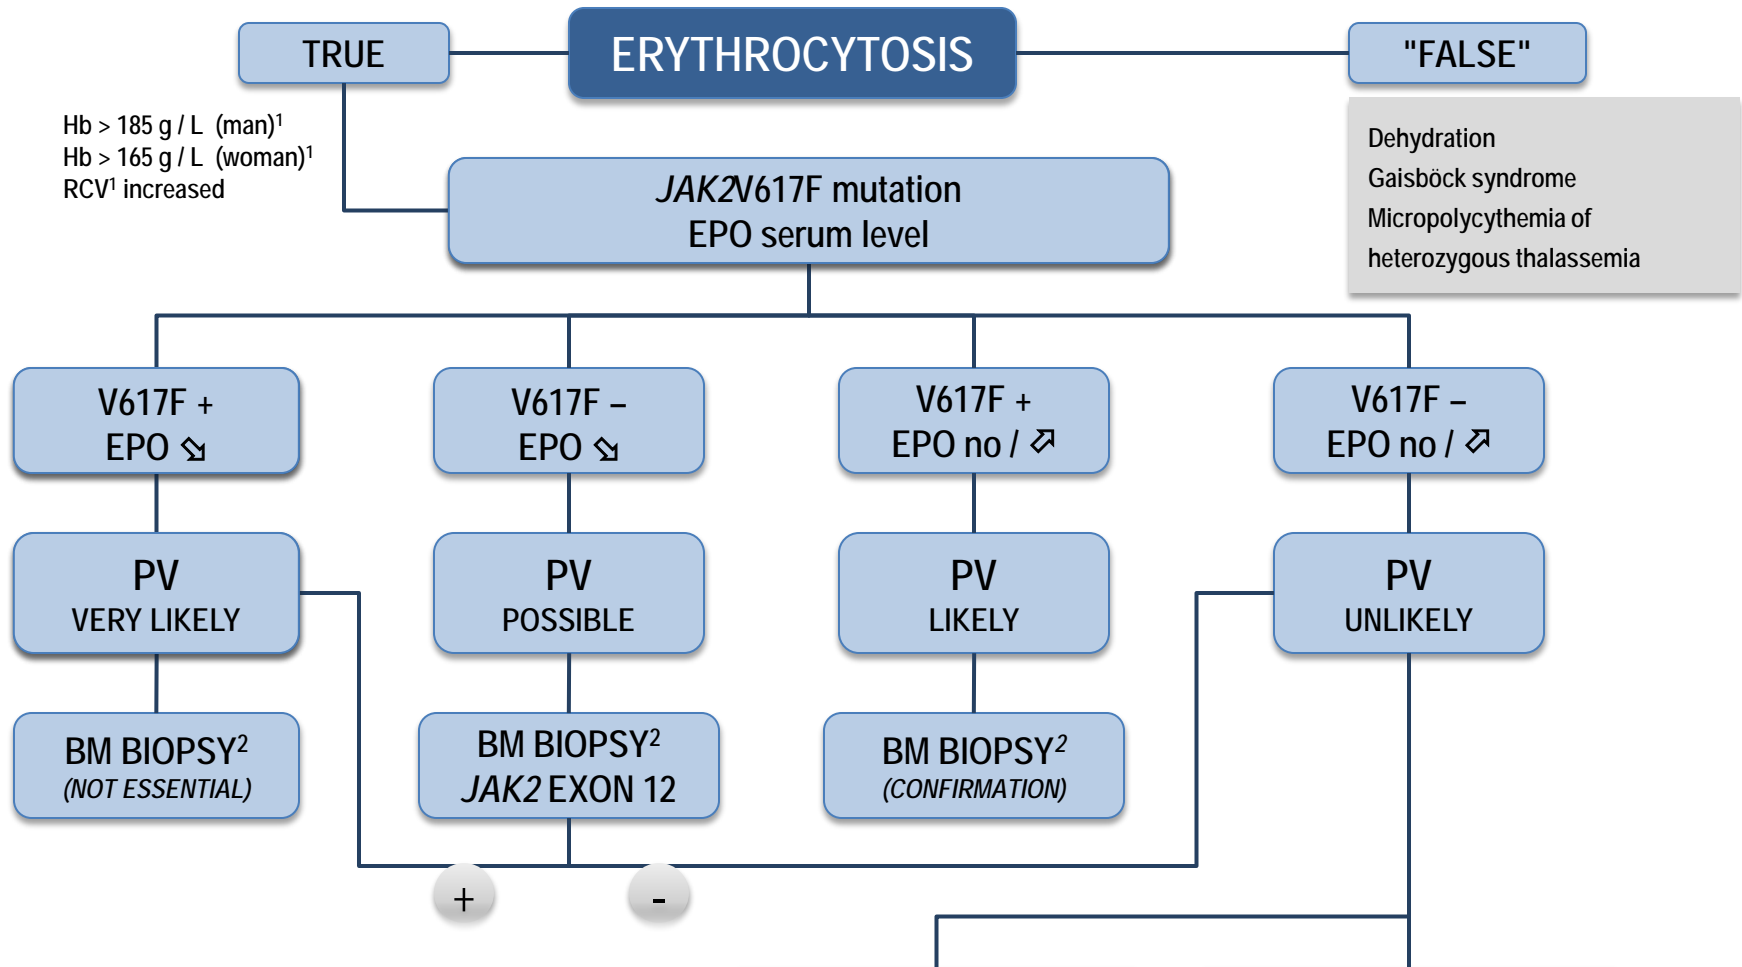 TRUE
ERYTHROCYTOSIS
"FALSE"
Hb > 185 g / L (man)¹
Hb > 165 g / L (woman)¹
RCV¹ increased
Dehydration
Gaisböck syndrome
Micropolycythemia of
heterozygous thalassemia
JAK2V617F mutation
EPO serum level
V617F +
EPO ⬂
V617F –
EPO ⬂
V617F +
EPO no / ⬀
V617F –
EPO no / ⬀
PV
VERY LIKELY
PV
POSSIBLE
PV
LIKELY
PV
UNLIKELY
BM BIOPSY²
(NOT ESSENTIAL)
BM BIOPSY²
JAK2 EXON 12
BM BIOPSY²
(CONFIRMATION)
+
-